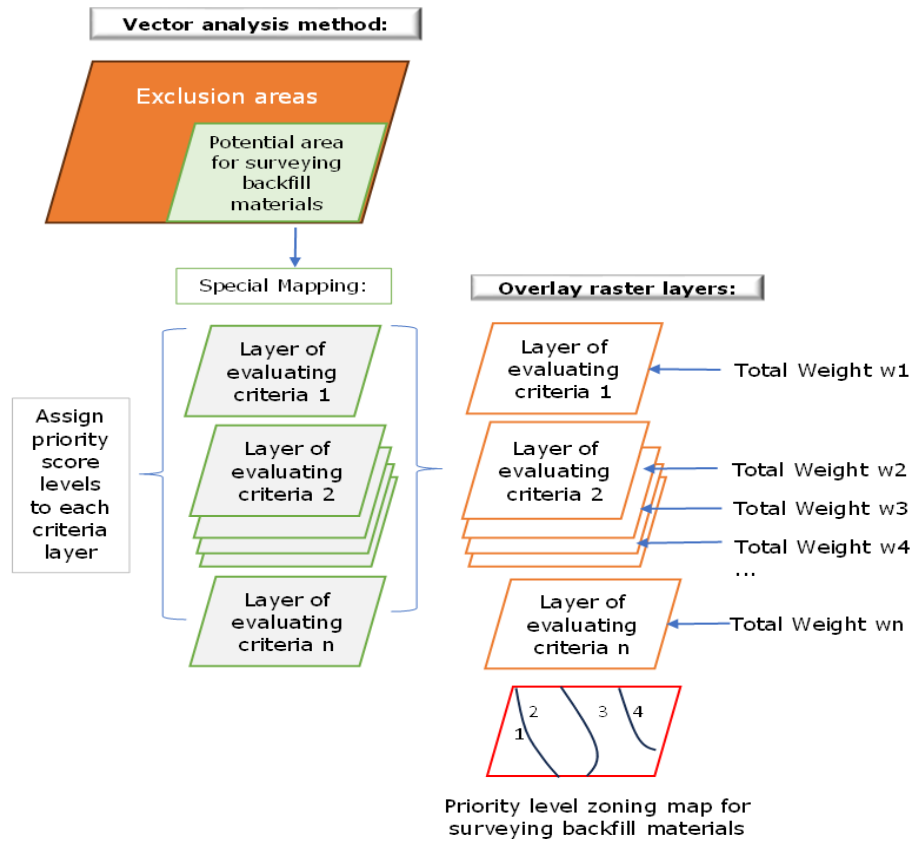 Vector analysis method:
Exclusion areas
Potential area
for surveying
backfill
materials
Special Mapping:
Overlay raster layers:
Assign
priority
score
levels
to each
criteria
layer
Layer of
evaluating
criteria 1
Layer of
evaluating
criteria 2
Layer of
evaluating
criteria n
Layer of
evaluating
criteria 1
Layer of
evaluating
criteria 2
Layer of
evaluating
criteria n
Total Weight w1
Total Weight w2
Total Weight w3
Total Weight w4
...
Total Weight wn
1
2
3
4
Priority level zoning map for
surveying backfill materials